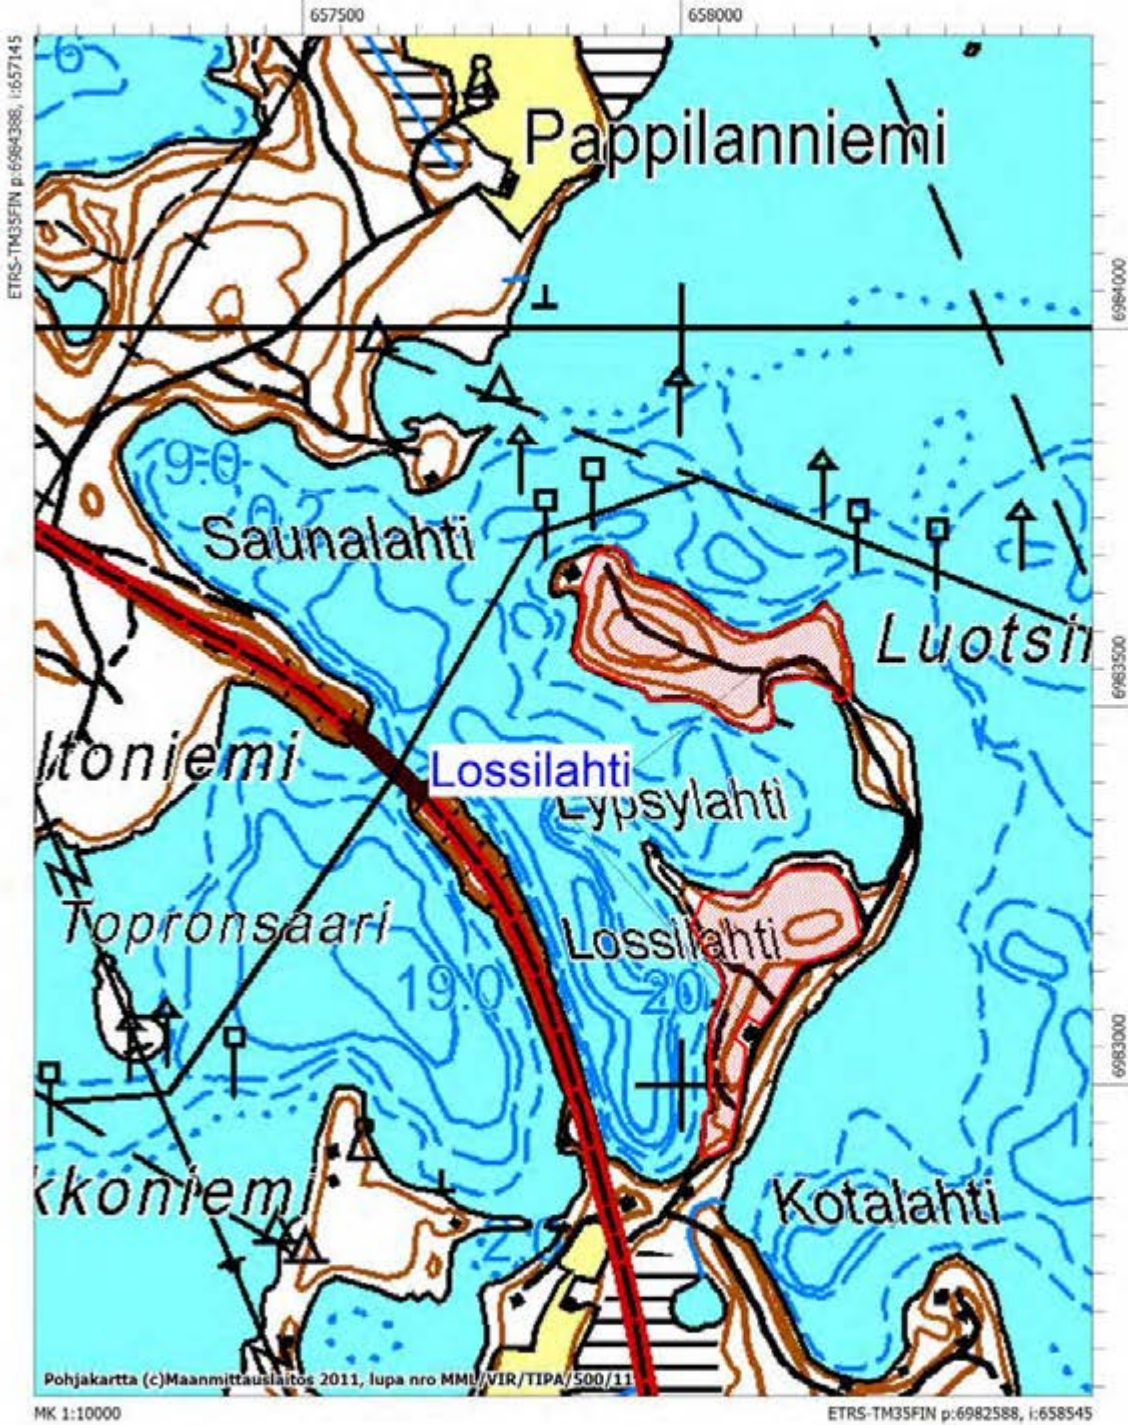 657500
658000
ETRS-TM35FIN p:6984388, i:657145
Pappilanniemi
6984000
9.0
Saunalahti
Luotsin
6983500
ltoniemi
Lossilahti
Lypsylahti
Topronsaari
Lossilahti
19.0
20
6983000
kkoniemi
Kotalahti
Pohjakartta (c)Maanmittauslaitos 2011, lupa nro MML/VIR/TIPA/500/11
MK 1:10000
ETRS-TM35FIN p:6982588, i:658545